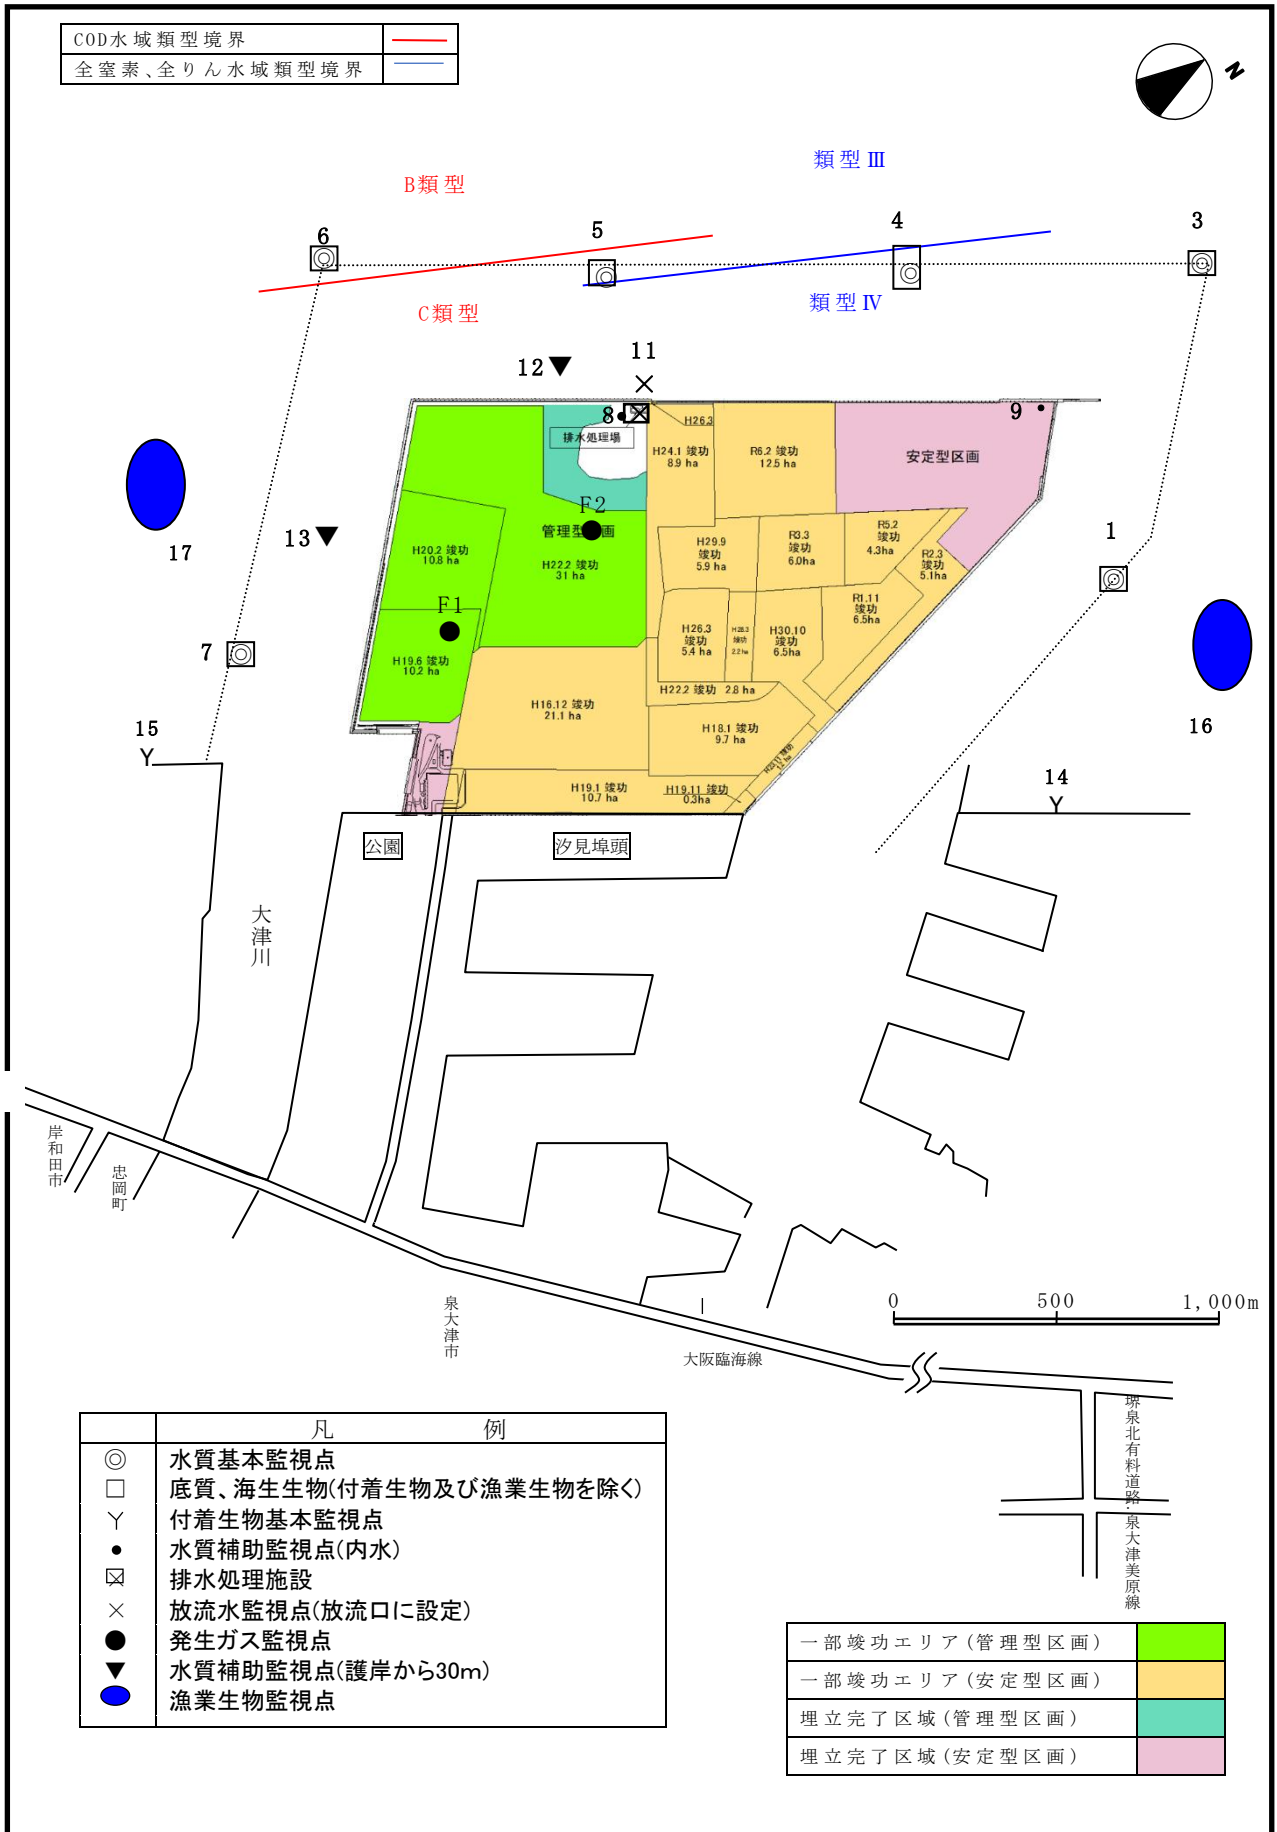 COD水域類型境界
全窒素、全りん水域類型境界
N
類型Ⅲ
B類型
6
5
4
3
類型Ⅳ
C類型
12
11
8
9
H26.3
排水処理場
H24.1 竣功
8.9 ha
R6.2 竣功
12.5 ha
安定型区画
17
13
F2
管理型区画
H20.2 竣功
10.8 ha
H22.2 竣功
31 ha
H29.9
竣功
5.9 ha
R3.3
竣功
6.0ha
R5.2
竣功
4.3ha
R2.3
竣功
5.1ha
1
F1
R1.11
竣功
6.5ha
H26.3
竣功
5.4 ha
H28.3
竣功
2.2 ha
H30.10
竣功
6.5ha
7
H19.6 竣功
10.2 ha
H22.2 竣功 2.8 ha
H16.12 竣功
21.1 ha
H18.1 竣功
9.7 ha
16
15
H19.1 竣功
10.7 ha
H19.11 竣功
0.3ha
14
公園
汐見埠頭
大津川
岸和田市
忠岡町
泉大津市
0 500 1,000m
大阪臨海線
堺泉北有料道路・泉大津美原線
凡 例
◎ 水質基本監視点
□ 底質、海生生物(付着生物及び漁業生物を除く)
Y 付着生物基本監視点
● 水質補助監視点(内水)
排水処理施設
× 放流水監視点(放流口に設定)
● 発生ガス監視点
▼ 水質補助監視点(護岸から30m)
漁業生物監視点
一部竣功エリア(管理型区画)
一部竣功エリア(安定型区画)
埋立完了区域(管理型区画)
埋立完了区域(安定型区画)